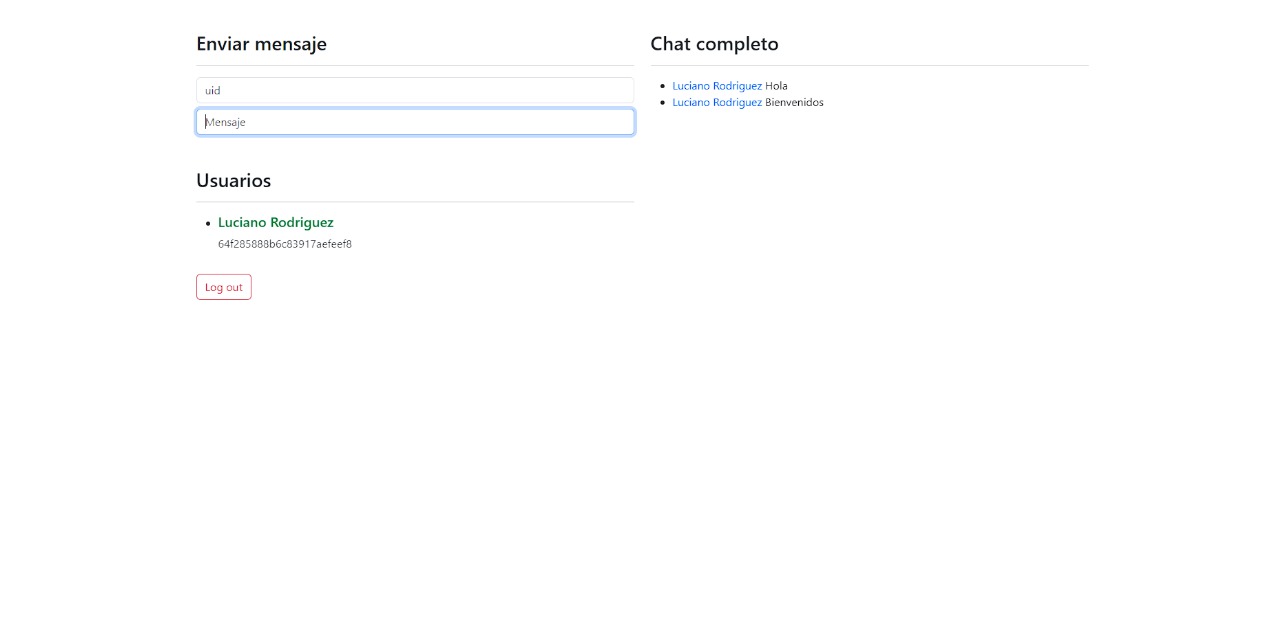 Enviar mensaje
uid
Mensaje
Usuarios
Luciano Rodriguez
64f285888b6c83917aefeef8
Log out
Chat completo
Luciano Rodriguez Hola
Luciano Rodriguez Bienvenidos